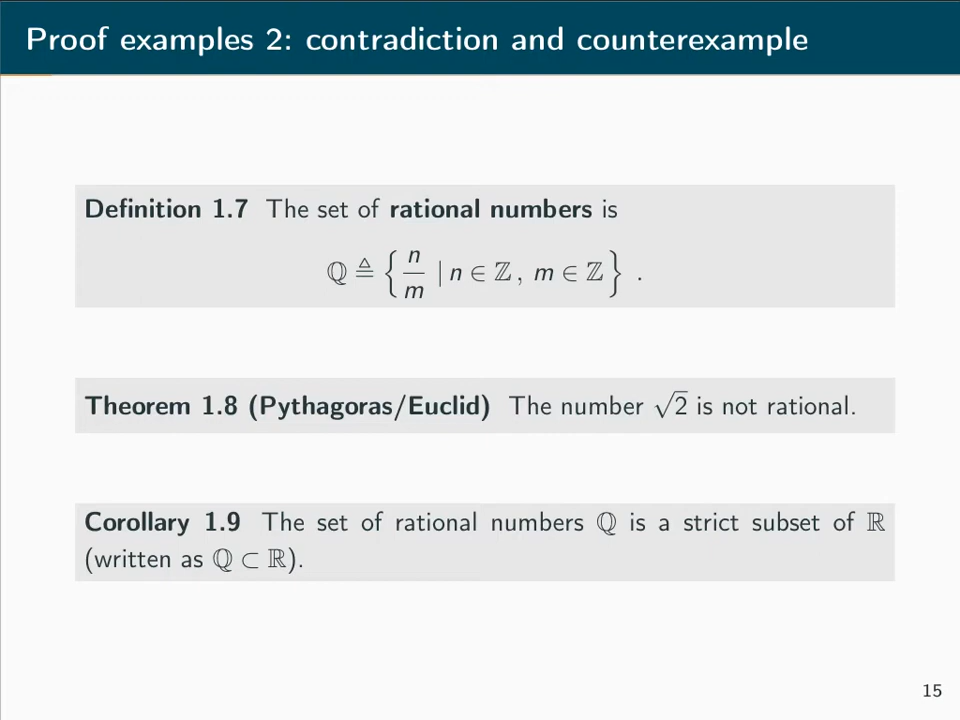 Proof examples 2: contradiction and counterexample
Definition 1.7 The set of rational numbers is
ℚ ≜ { n/m | n ∈ ℤ , m ∈ ℤ } .
Theorem 1.8 (Pythagoras/Euclid) The number √2 is not rational.
Corollary 1.9 The set of rational numbers ℚ is a strict subset of ℝ
(written as ℚ ⊂ ℝ).
15